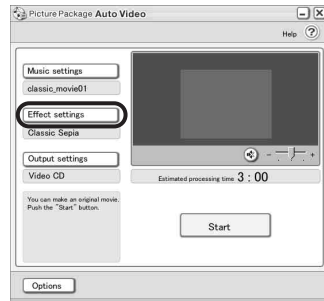 Picture Package Auto Video
Help ?
Music settings
classic_movie01
Effect settings
Classic Sepia
Output settings
Video CD
You can make an original movie.
Push the "Start" button.
- +
Estimated processing time 3 : 00
Start
Options